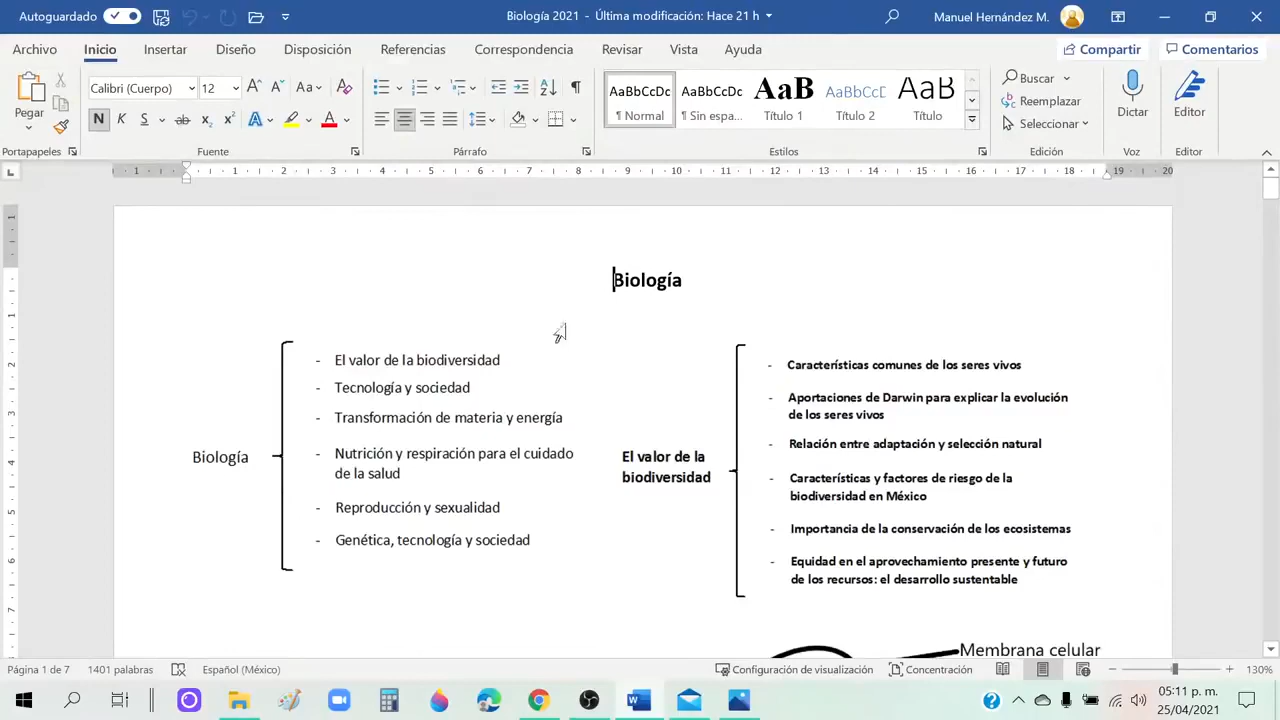 Autoguardado
Biología 2021 - Última modificación: Hace 21 h
Manuel Hernández M.
Archivo
Inicio
Insertar
Diseño
Disposición
Referencias
Correspondencia
Revisar
Vista
Ayuda
Compartir
Comentarios
Calibri (Cuerpo)
12
Pegar
Portapapeles
Fuente
Párrafo
AaBbCcDc
¶ Normal
AaBbCcDc
¶ Sin espa...
AaB
Título 1
AaBbCcD
Título 2
AaB
Título
Estilos
Buscar
Reemplazar
Seleccionar
Edición
Dictar
Voz
Editor
Editor
Biología
Biología
- El valor de la biodiversidad
- Tecnología y sociedad
- Transformación de materia y energía
- Nutrición y respiración para el cuidado
de la salud
- Reproducción y sexualidad
- Genética, tecnología y sociedad
El valor de la
biodiversidad
- Características comunes de los seres vivos
- Aportaciones de Darwin para explicar la evolución
de los seres vivos
- Relación entre adaptación y selección natural
- Características y factores de riesgo de la
biodiversidad en México
- Importancia de la conservación de los ecosistemas
- Equidad en el aprovechamiento presente y futuro
de los recursos: el desarrollo sustentable
Membrana celular
Página 1 de 7
1401 palabras
Español (México)
Configuración de visualización
Concentración
130%
05:11 p. m.
25/04/2021